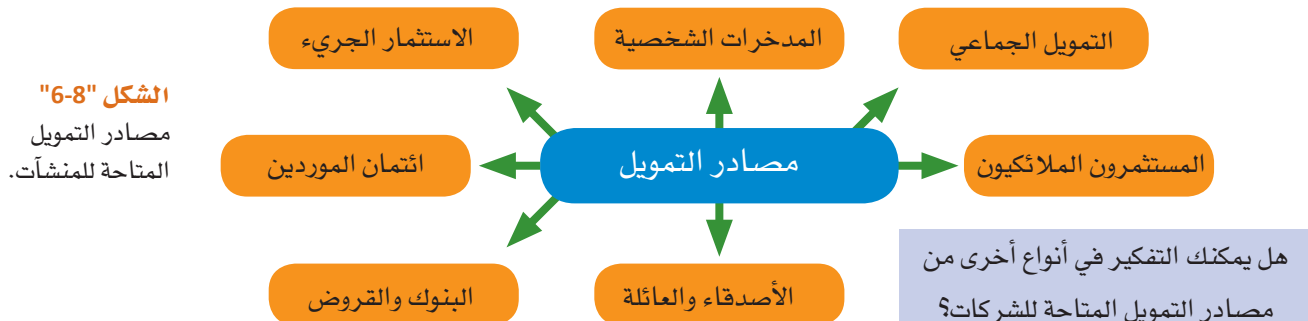 التمويل الجماعي
المدخرات الشخصية
الاستثمار الجريء
الشكل "8-6"
مصادر التمويل
المتاحة للمنشآت.
المستثمرون الملائكيون
مصادر التمويل
ائتمان الموردين
هل يمكنك التفكير في أنواع أخرى من
مصادر التمويل المتاحة للشركات؟
الأصدقاء والعائلة
البنوك والقروض